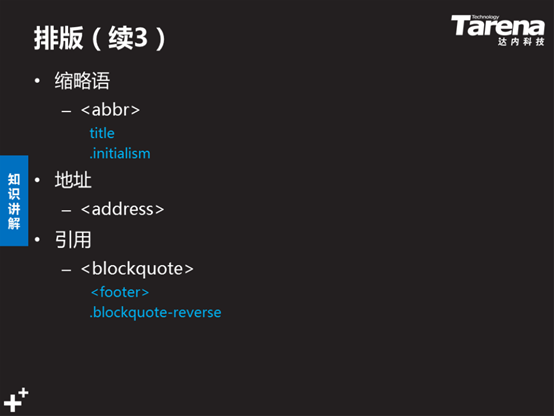 排版（续3）
Technology
Tarena
达内科技
• 缩略语
– <abbr>
title
.initialism
知识讲解
• 地址
– <address>
• 引用
– <blockquote>
<footer>
.blockquote-reverse